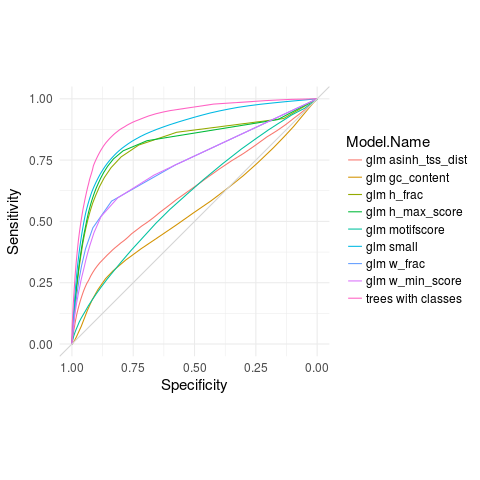 1.00
0.75
0.50
0.25
0.00
Sensitivity
1.00 0.75 0.50 0.25 0.00
Specificity
Model.Name
glm asinh_tss_dist
glm gc_content
glm h_frac
glm h_max_score
glm motifscore
glm small
glm w_frac
glm w_min_score
trees with classes